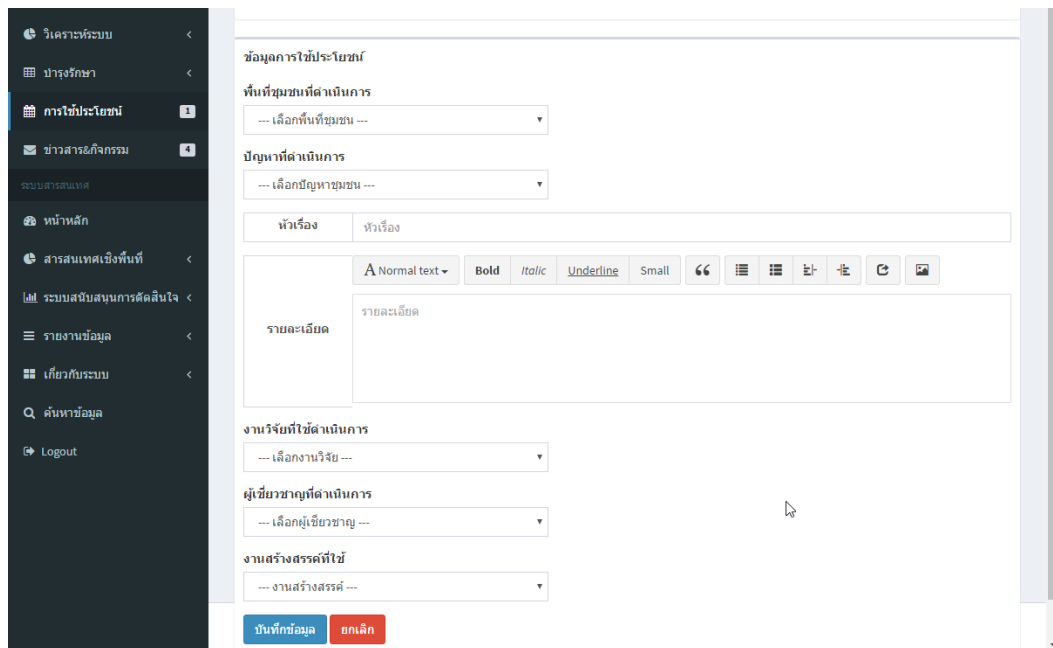 วิเคราะห์ระบบ
บำรุงรักษา
การใช้ประโยชน์ 1
ข่าวสาร&กิจกรรม 4
ระบบสารสนเทศ
หน้าหลัก
สารสนเทศเชิงพื้นที่
ระบบสนับสนุนการตัดสินใจ
รายงานข้อมูล
เกี่ยวกับระบบ
ค้นหาข้อมูล
Logout
ข้อมูลการใช้ประโยชน์
พื้นที่ชุมชนที่ดำเนินการ
--- เลือกพื้นที่ชุมชน ---
ปัญหาที่ดำเนินการ
--- เลือกปัญหาชุมชน ---
หัวเรื่อง หัวเรื่อง
A Normal text Bold Italic Underline Small
รายละเอียด
รายละเอียด
งานวิจัยที่ใช้ดำเนินการ
--- เลือกงานวิจัย ---
ผู้เชี่ยวชาญที่ดำเนินการ
--- เลือกผู้เชี่ยวชาญ ---
งานสร้างสรรค์ที่ใช้
--- งานสร้างสรรค์ ---
บันทึกข้อมูล ยกเลิก